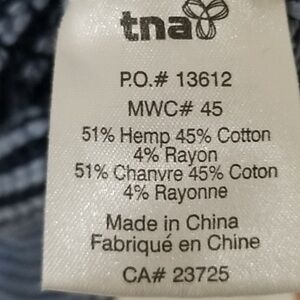 tna
P.O.# 13612
MWC# 45
51% Hemp 45% Cotton
4% Rayon
51% Chanvre 45% Coton
4% Rayonne
Made in China
Fabriqué en Chine
CA# 23725